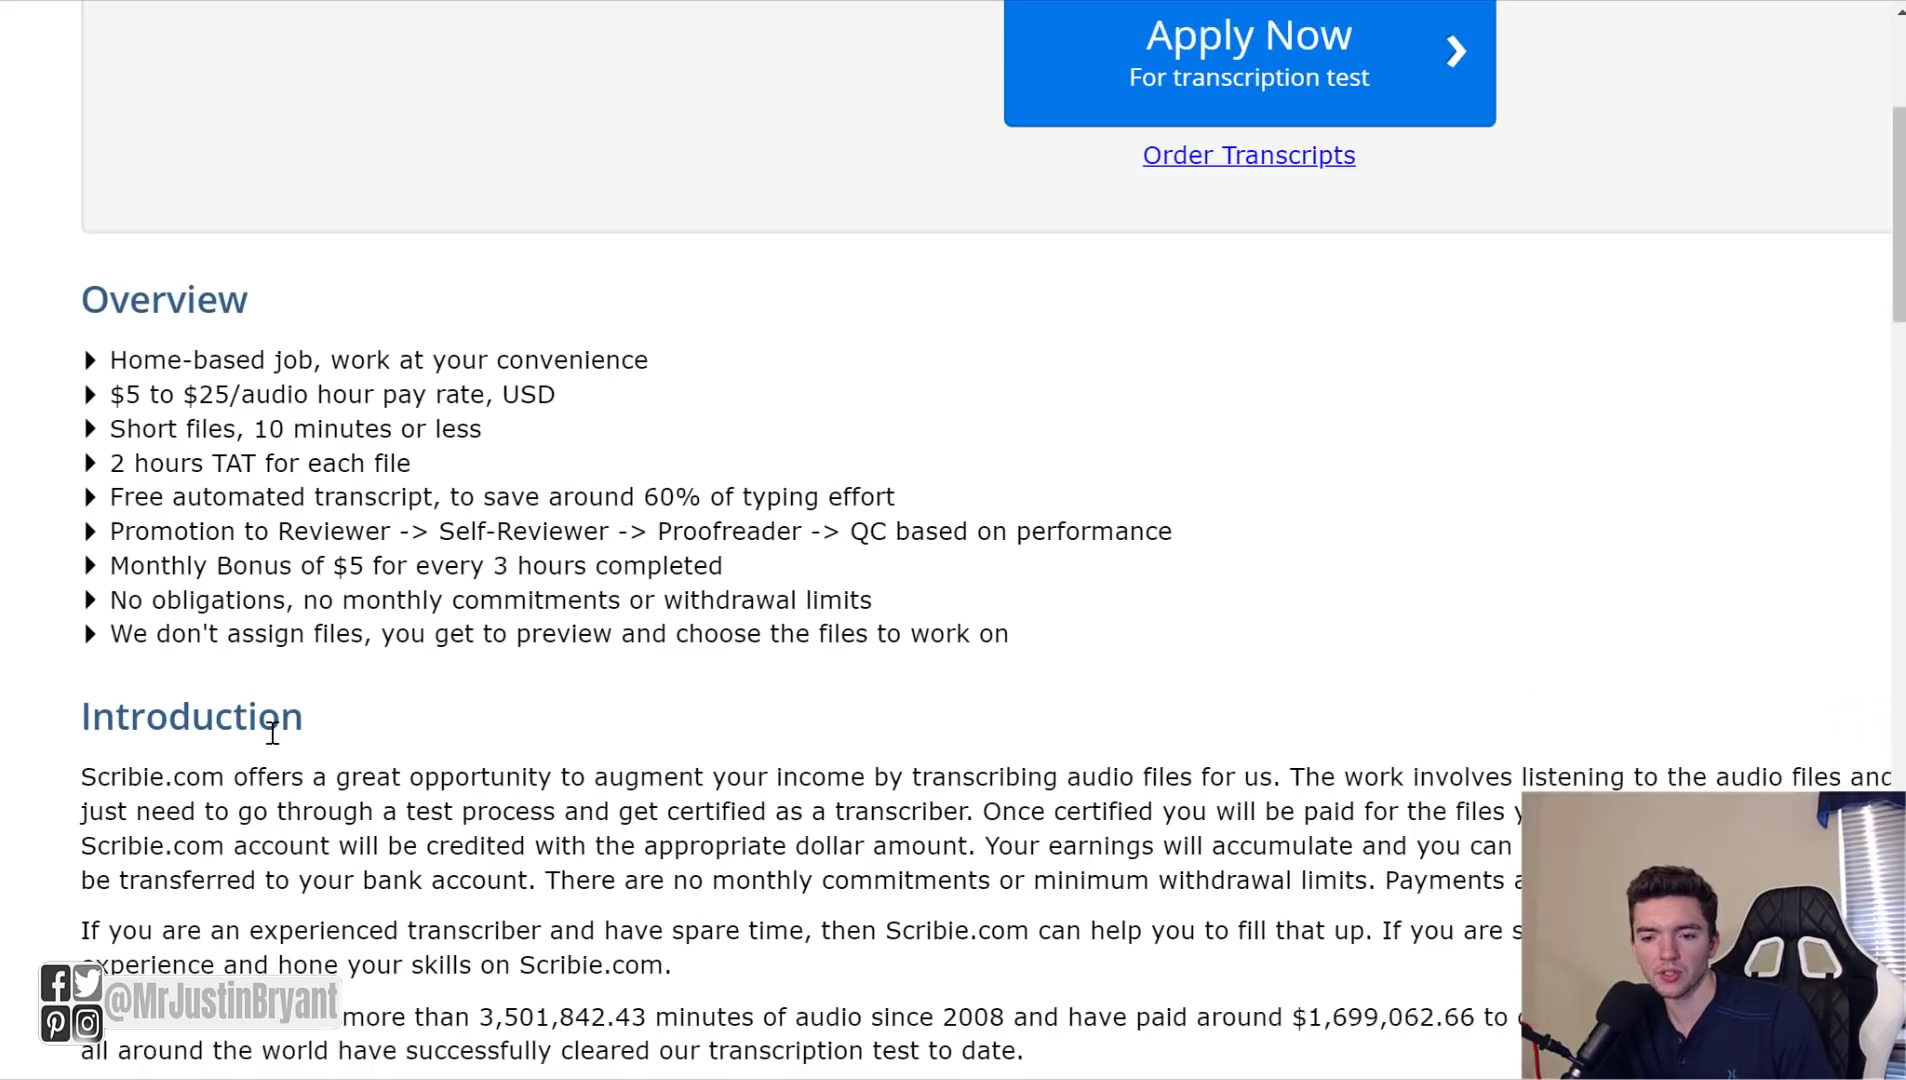 Apply Now
For transcription test
Order Transcripts
Overview
Home-based job, work at your convenience
$5 to $25/audio hour pay rate, USD
Short files, 10 minutes or less
2 hours TAT for each file
Free automated transcript, to save around 60% of typing effort
Promotion to Reviewer -> Self-Reviewer -> Proofreader -> QC based on performance
Monthly Bonus of $5 for every 3 hours completed
No obligations, no monthly commitments or withdrawal limits
We don't assign files, you get to preview and choose the files to work on
Introduction
Scribie.com offers a great opportunity to augment your income by transcribing audio files for us. The work involves listening to the audio files and
just need to go through a test process and get certified as a transcriber. Once certified you will be paid for the files
Scribie.com account will be credited with the appropriate dollar amount. Your earnings will accumulate and you can
be transferred to your bank account. There are no monthly commitments or minimum withdrawal limits. Payments
If you are an experienced transcriber and have spare time, then Scribie.com can help you to fill that up. If you are
experience and hone your skills on Scribie.com.
@MrJustinBryant
more than 3,501,842.43 minutes of audio since 2008 and have paid around $1,699,062.66 to
all around the world have successfully cleared our transcription test to date.